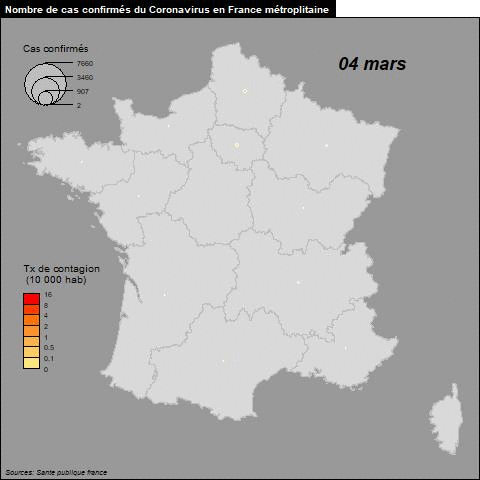 Nombre de cas confirmés du Coronavirus en France métroplitaine
04 mars
Cas confirmés
7660
3460
907
2
Tx de contagion
(10 000 hab)
16
8
4
2
1
0.5
0.1
0
Sources: Sante publique france